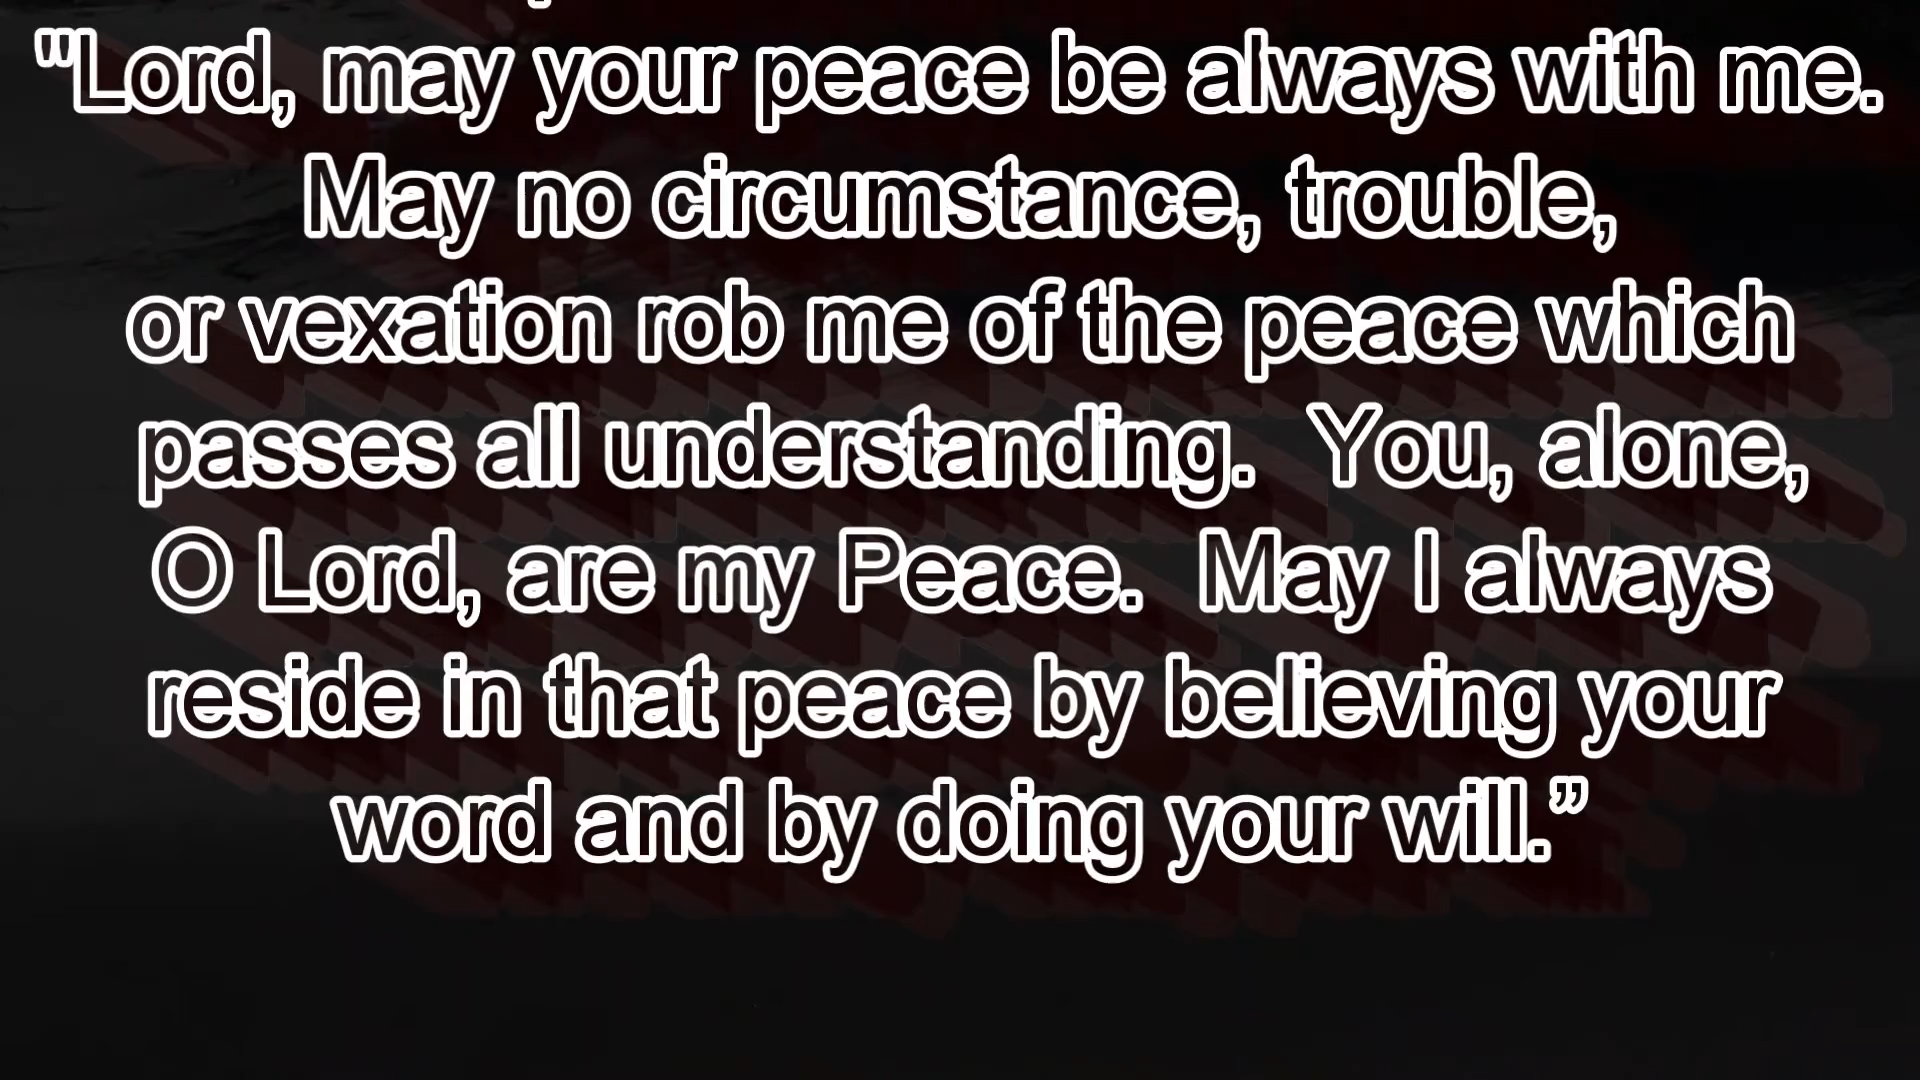 "Lord, may your peace be always with me.
May no circumstance, trouble,
or vexation rob me of the peace which
passes all understanding.  You, alone,
O Lord, are my Peace.  May I always
reside in that peace by believing your
word and by doing your will.”